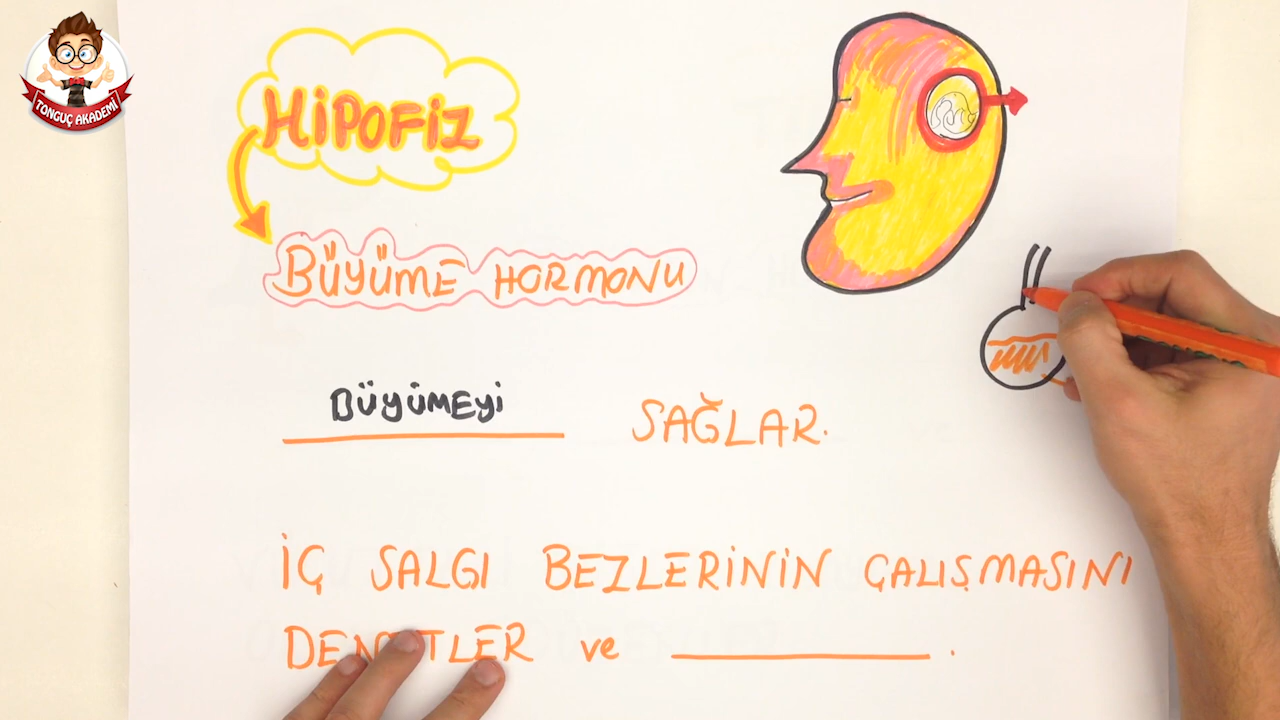 TONGUÇ AKADEMİ
HİPOFİZ
BÜYÜME HORMONU
BÜYÜMEYİ SAĞLAR.
İÇ SALGI BEZLERİNİN ÇALIŞMASINI
ve .